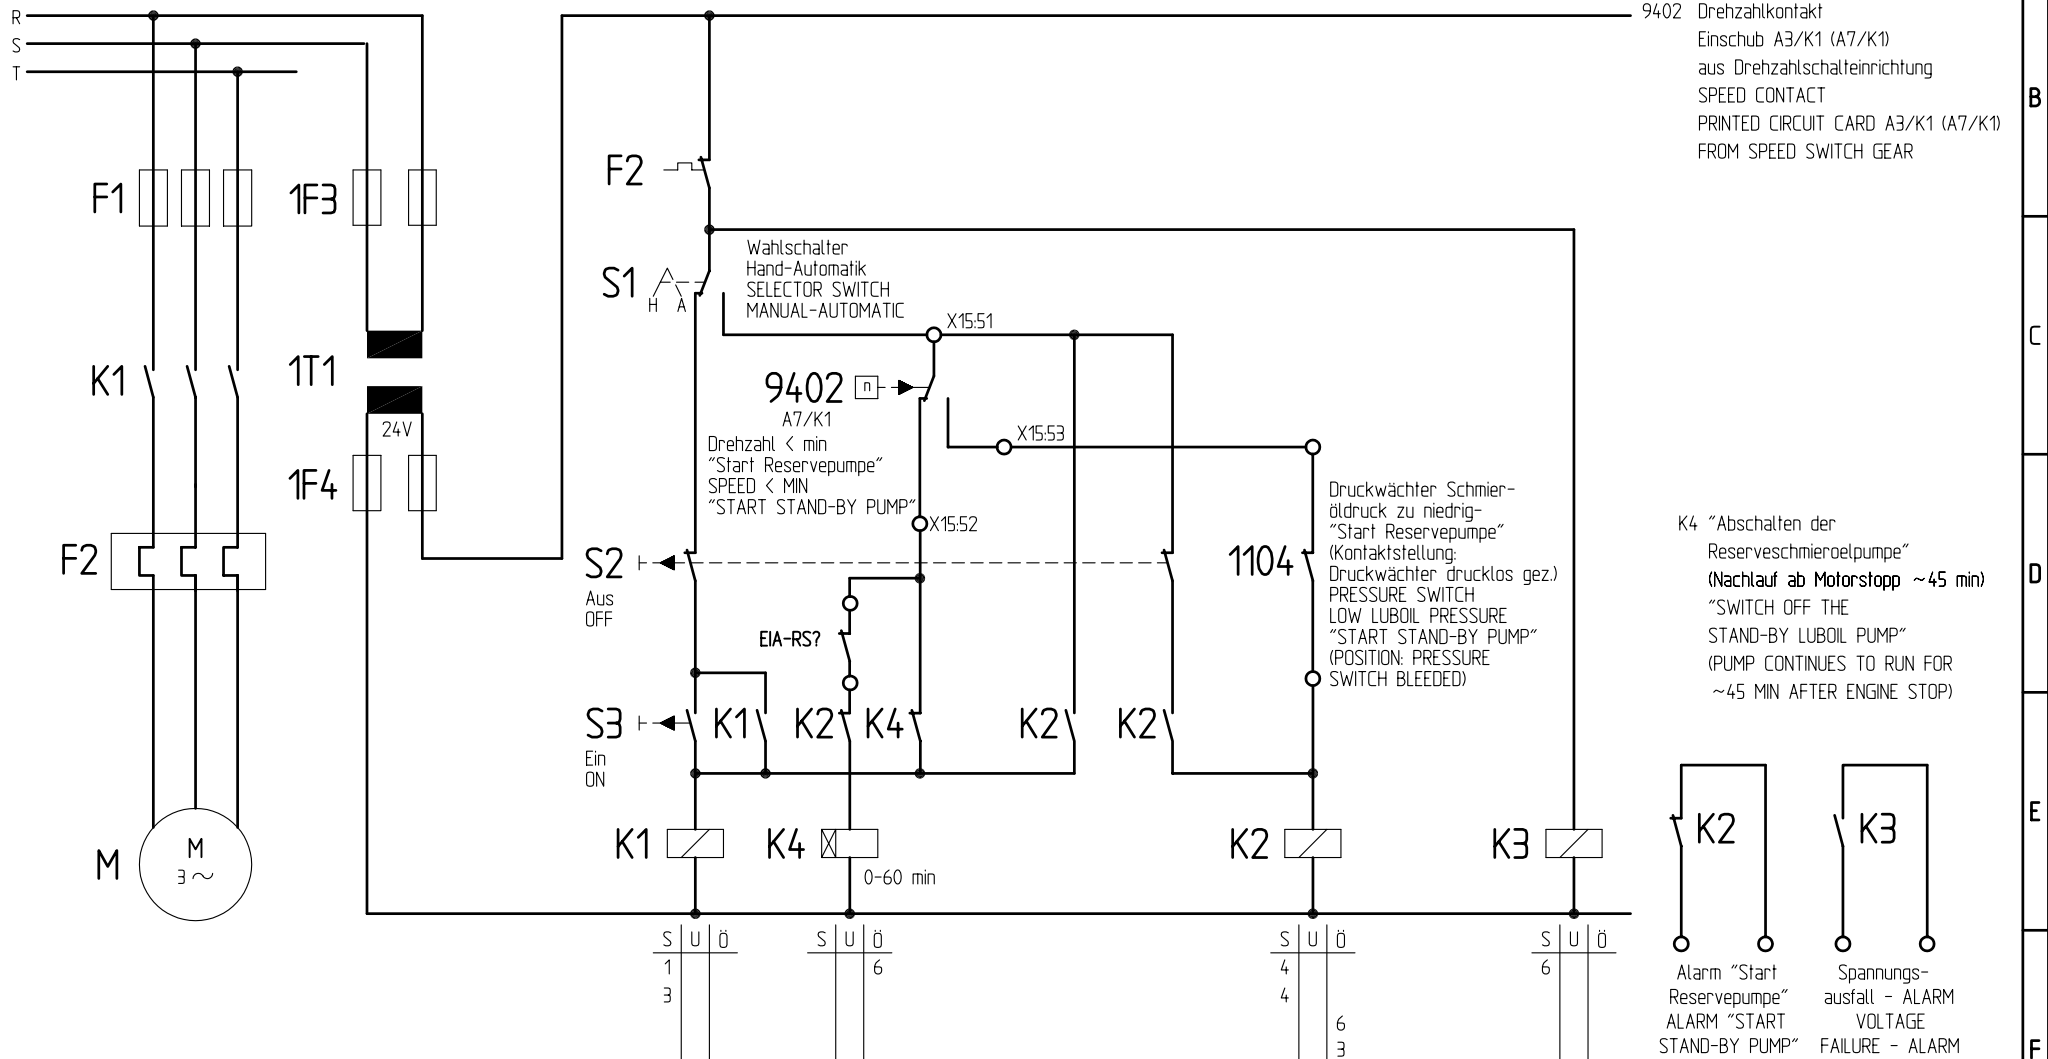 R
S
T
F1
1F3
K1
1T1
24V
1F4
F2
M
M
3 ~
F2
S1
H A
Wahlschalter
Hand-Automatik
SELECTOR SWITCH
MANUAL-AUTOMATIC
X15:51
9402
n
A7/K1
Drehzahl < min
"Start Reservepumpe"
SPEED < MIN
"START STAND-BY PUMP"
X15:53
X15:52
S2
Aus
OFF
EIA-RS?
1104
Druckwächter Schmier-
öldruck zu niedrig-
"Start Reservepumpe"
(Kontaktstellung:
Druckwächter drucklos gez.)
PRESSURE SWITCH
LOW LUBOIL PRESSURE
"START STAND-BY PUMP"
(POSITION: PRESSURE
SWITCH BLEEDED)
S3
Ein
ON
K1
K2
K4
K2
K2
K1
K4
0-60 min
K2
K3
S U Ö
1
3
S U Ö
6
S U Ö
4
4
6
3
S U Ö
6
9402 Drehzahlkontakt
Einschub A3/K1 (A7/K1)
aus Drehzahlschalteinrichtung
SPEED CONTACT
PRINTED CIRCUIT CARD A3/K1 (A7/K1)
FROM SPEED SWITCH GEAR
K4 "Abschalten der
Reserveschmieroelpumpe"
(Nachlauf ab Motorstopp ~45 min)
"SWITCH OFF THE
STAND-BY LUBOIL PUMP"
(PUMP CONTINUES TO RUN FOR
~45 MIN AFTER ENGINE STOP)
K2
Alarm "Start
Reservepumpe"
ALARM "START
STAND-BY PUMP"
K3
Spannungs-
ausfall - ALARM
VOLTAGE
FAILURE - ALARM
B
C
D
E
F